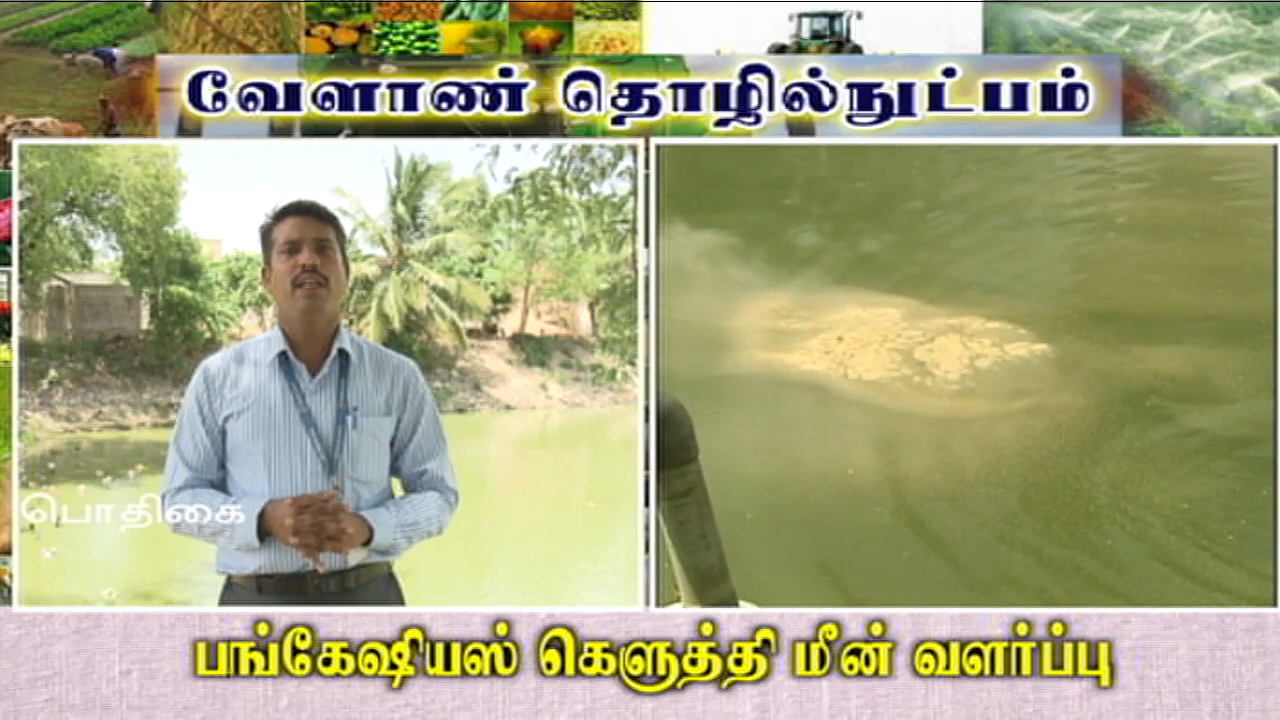 வேளாண் தொழில்நுட்பம்
பொதிகை
பங்கேஷியஸ் கெளுத்தி மீன் வளர்ப்பு